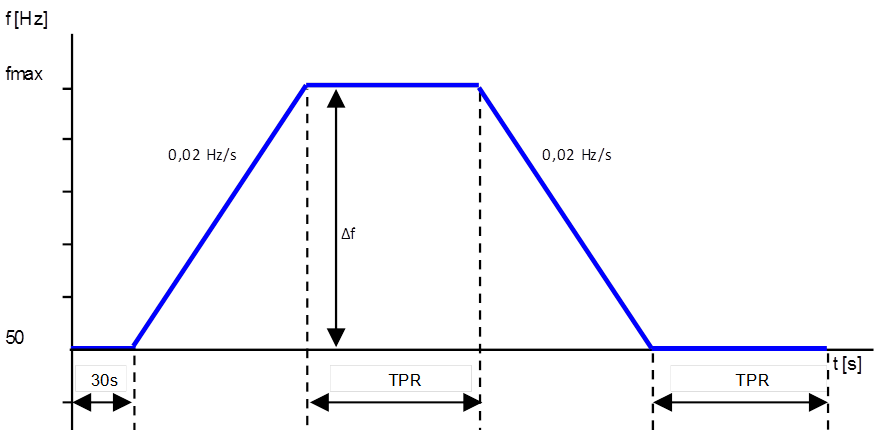 f [Hz]
fmax
0,02 Hz/s
0,02 Hz/s
Δf
50
t [s]
30s
TPR
TPR